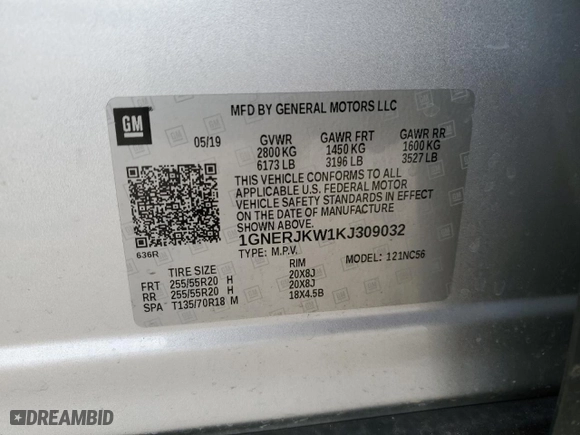 GM
MFD BY GENERAL MOTORS LLC
05/19 GVWR GAWR FRT GAWR RR
2800 KG 1450 KG 1600 KG
6173 LB 3196 LB 3527 LB
THIS VEHICLE CONFORMS TO ALL
APPLICABLE U.S. FEDERAL MOTOR
VEHICLE SAFETY STANDARDS IN EFFECT
ON THE DATE OF MANUFACTURE
SHOWN ABOVE.
1GNERJKW1KJ309032
636R
TYPE: M.P.V. MODEL: 121NC56
TIRE SIZE RIM
FRT 255/55R20 H 20X8J
RR 255/55R20 H 20X8J
SPA T135/70R18 M 18X4.5B
DREAMBID